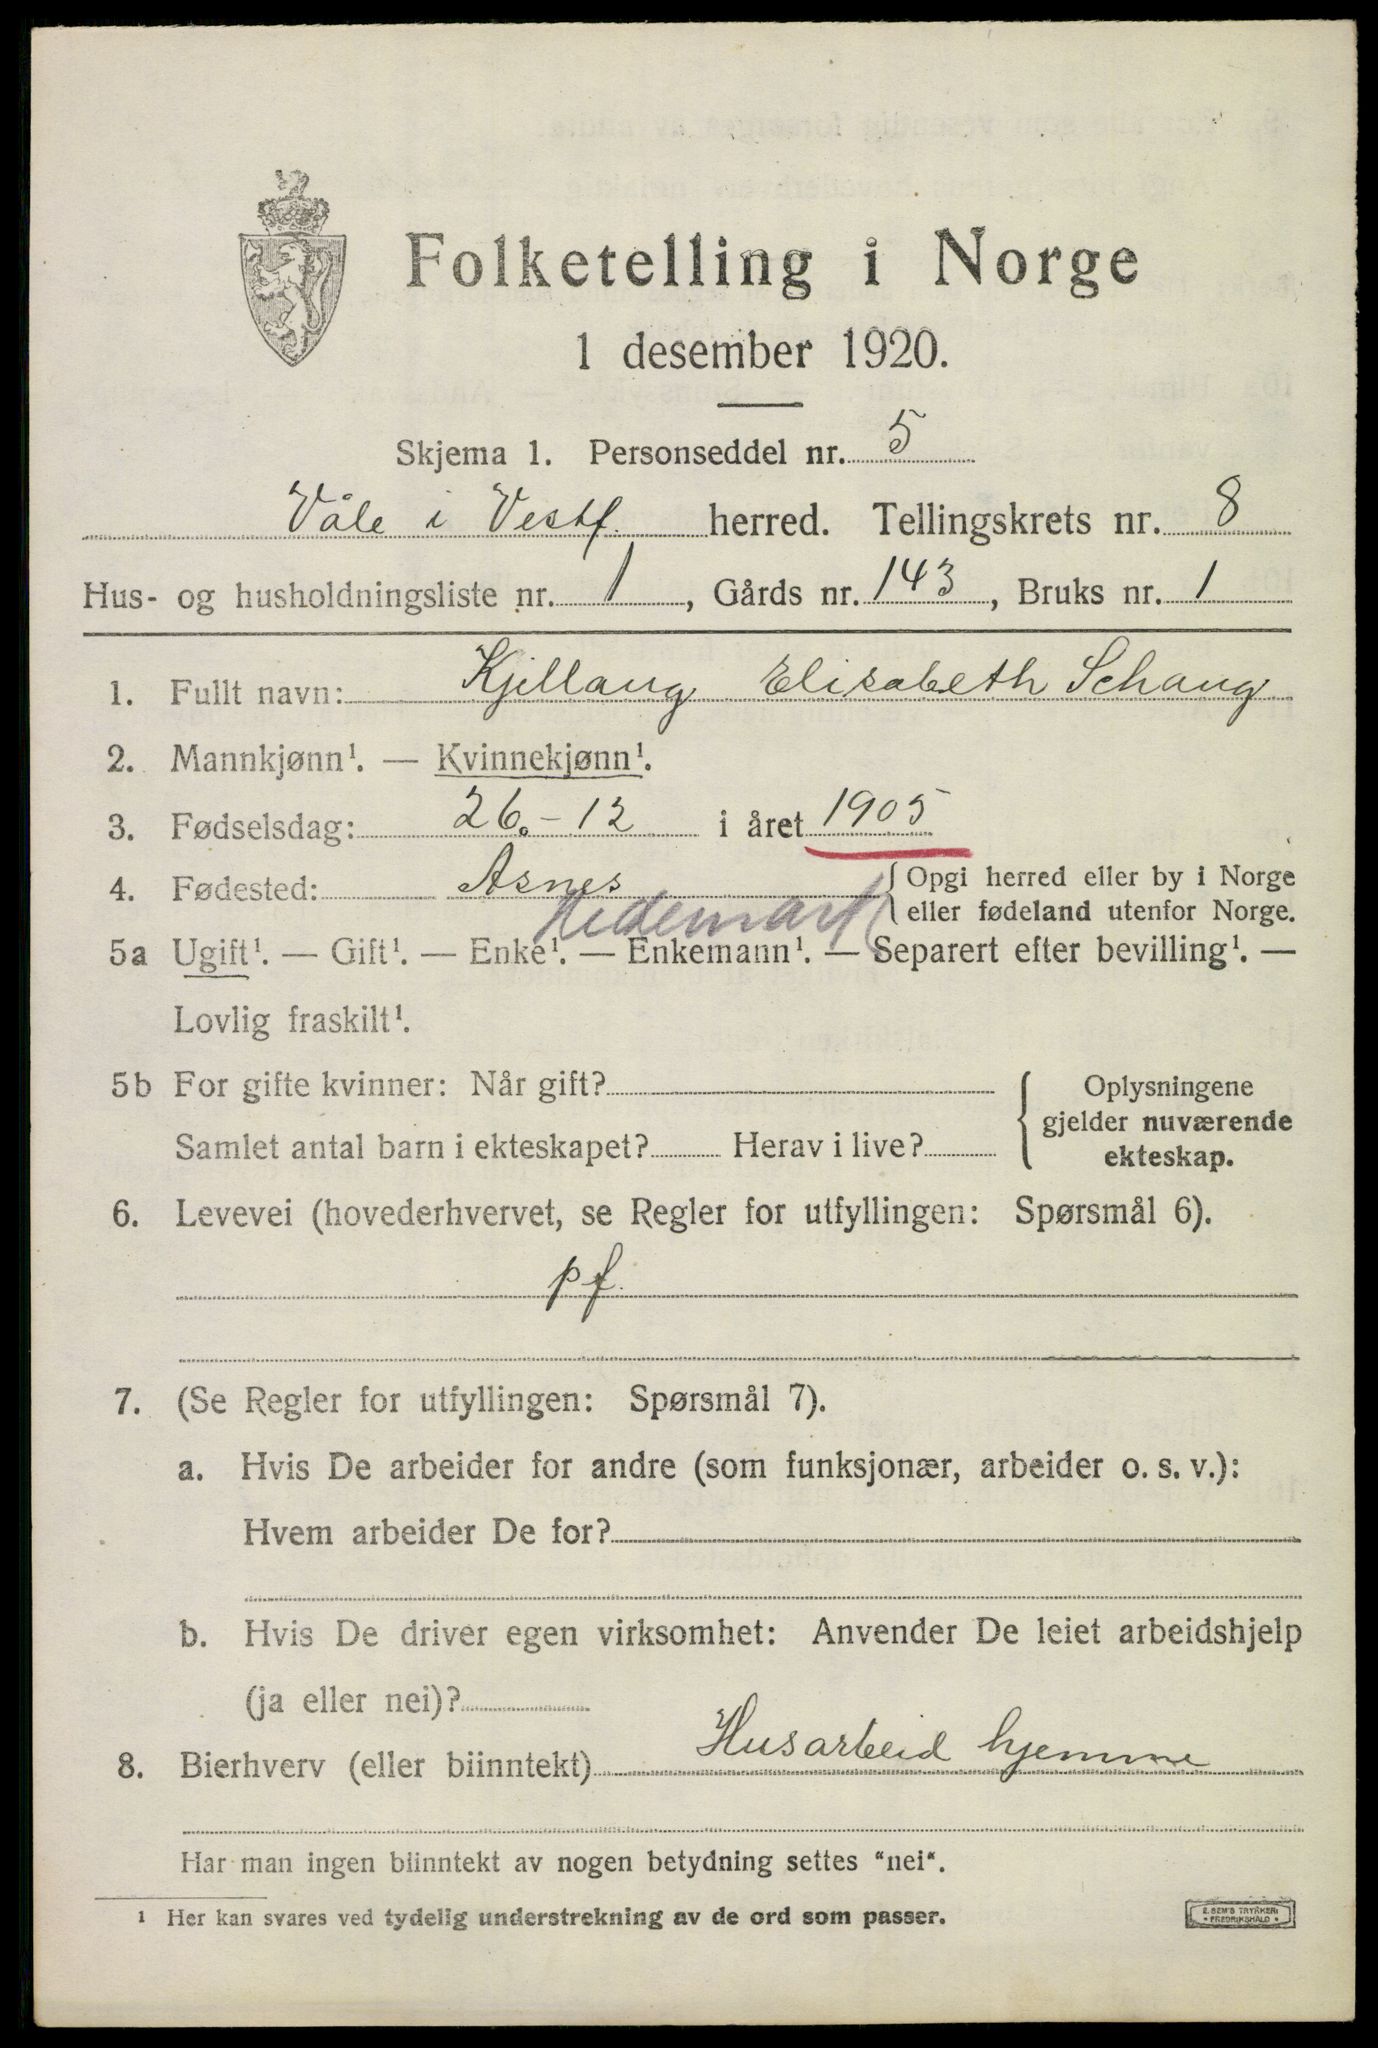 Folketelling i Norge
1 desember 1920.
Skjema 1. Personseddel nr. 5
Våle i Vestf. herred. Tellingskrets nr. 8
Hus- og husholdningsliste nr. 1, Gårds nr. 143, Bruks nr. 1
1. Fullt navn: Kjellaug Elisabeth Schaug
2. Mannkjønn¹. — Kvinnekjønn¹.
3. Fødselsdag: 26.-12 i året 1905
4. Fødested: Asnes { Opgi herred eller by i Norge
Hedemark eller fødeland utenfor Norge.
5a Ugift¹. — Gift¹. — Enke¹. — Enkemann¹. — Separert efter bevilling¹. —
Lovlig fraskilt¹.
5b For gifte kvinner: Når gift? { Oplysningene
gjelder nuværende
Samlet antal barn i ekteskapet? Herav i live? ekteskap.
6. Levevei (hovederhvervet, se Regler for utfyllingen: Spørsmål 6).
pf.
7. (Se Regler for utfyllingen: Spørsmål 7).
a. Hvis De arbeider for andre (som funksjonær, arbeider o. s. v.):
Hvem arbeider De for?
b. Hvis De driver egen virksomhet: Anvender De leiet arbeidshjelp
(ja eller nei)?
8. Bierhverv (eller biinntekt) Husarbeid hjemme
Har man ingen biinntekt av nogen betydning settes "nei".
¹ Her kan svares ved tydelig understrekning av de ord som passer.
E. SEM'S TRYKKERI
• FREDRIKSHALD •